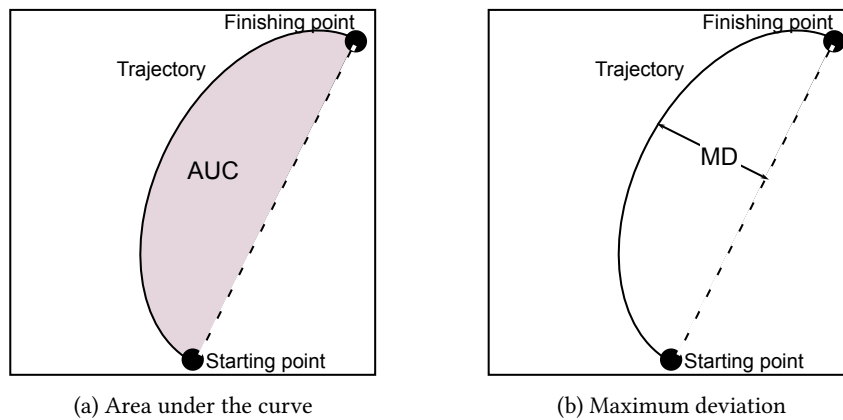 Finishing point
Trajectory
AUC
Starting point
(a) Area under the curve
Finishing point
Trajectory
MD
Starting point
(b) Maximum deviation